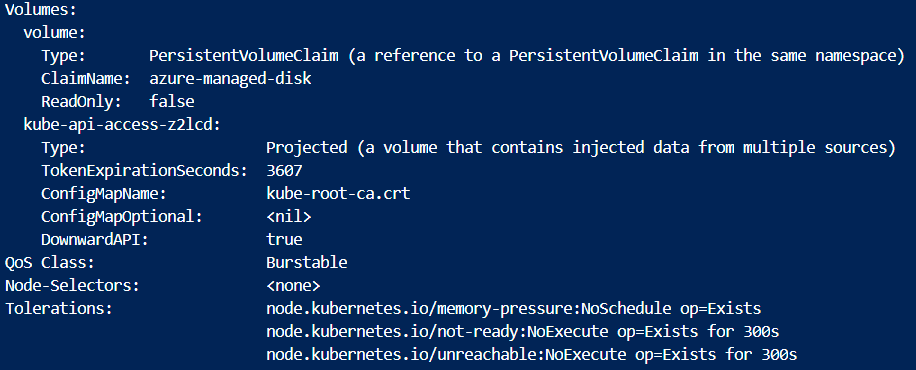 Volumes:
  volume:
    Type:       PersistentVolumeClaim (a reference to a PersistentVolumeClaim in the same namespace)
    ClaimName:  azure-managed-disk
    ReadOnly:   false
  kube-api-access-z2lcd:
    Type:                    Projected (a volume that contains injected data from multiple sources)
    TokenExpirationSeconds:  3607
    ConfigMapName:           kube-root-ca.crt
    ConfigMapOptional:       <nil>
    DownwardAPI:             true
QoS Class:                   Burstable
Node-Selectors:              <none>
Tolerations:                 node.kubernetes.io/memory-pressure:NoSchedule op=Exists
                             node.kubernetes.io/not-ready:NoExecute op=Exists for 300s
                             node.kubernetes.io/unreachable:NoExecute op=Exists for 300s